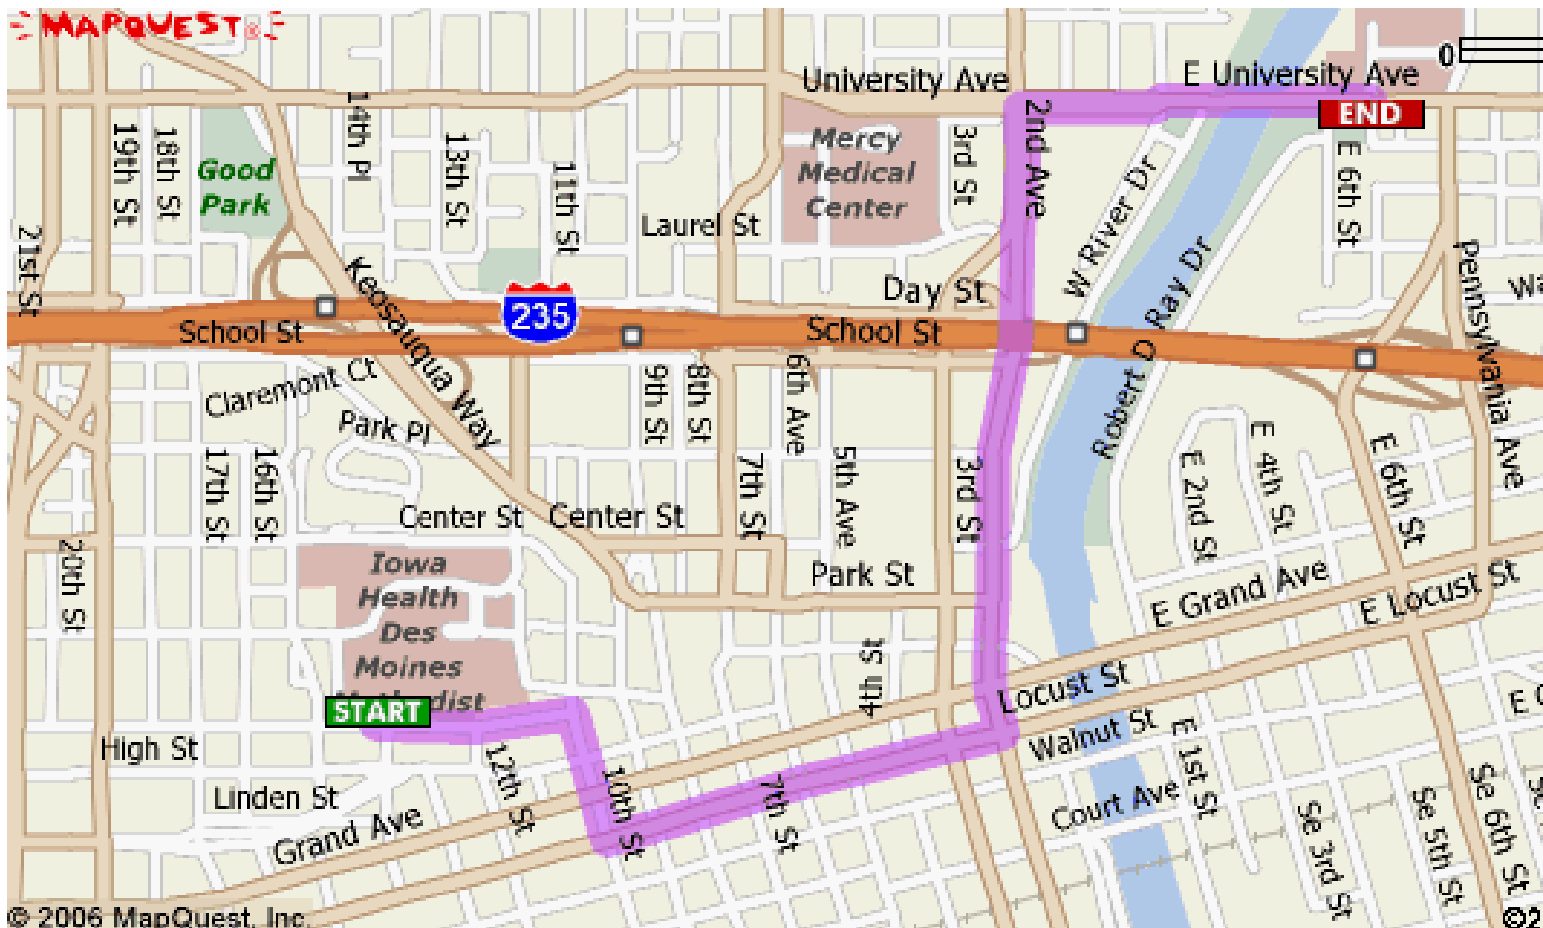 MAPQUEST®
0
University Ave
E University Ave
END
19th St
18th St
Good
Park
14th Pl
13th St
11th St
Mercy
Medical
Center
3rd St
2nd Ave
W River Dr
E 6th St
21st St
Laurel St
Keosauqua Way
Day St
Robert D Ray Dr
Pennsylvania Ave
235
School St
School St
Claremont Ct
Park Pl
9th St
8th St
6th Ave
17th St
16th St
7th St
5th Ave
3rd St
E 2nd St
E 4th St
E 6th St
Center St
Center St
20th St
Iowa
Health
Des
Moines
Park St
E Grand Ave
E Locust St
4th St
START
High St
Linden St
Grand Ave
12th St
10th St
7th St
Locust St
Walnut St
Court Ave
E 1st St
Se 3rd St
Se 5th St
Se 6th St
© 2006 MapQuest, Inc.